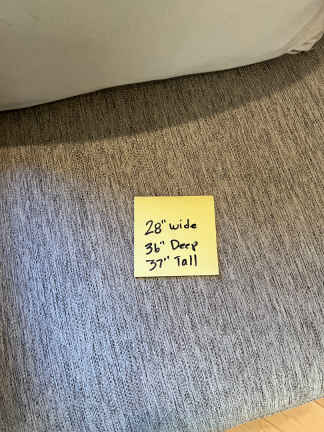 28" wide
36" Deep
37" Tall